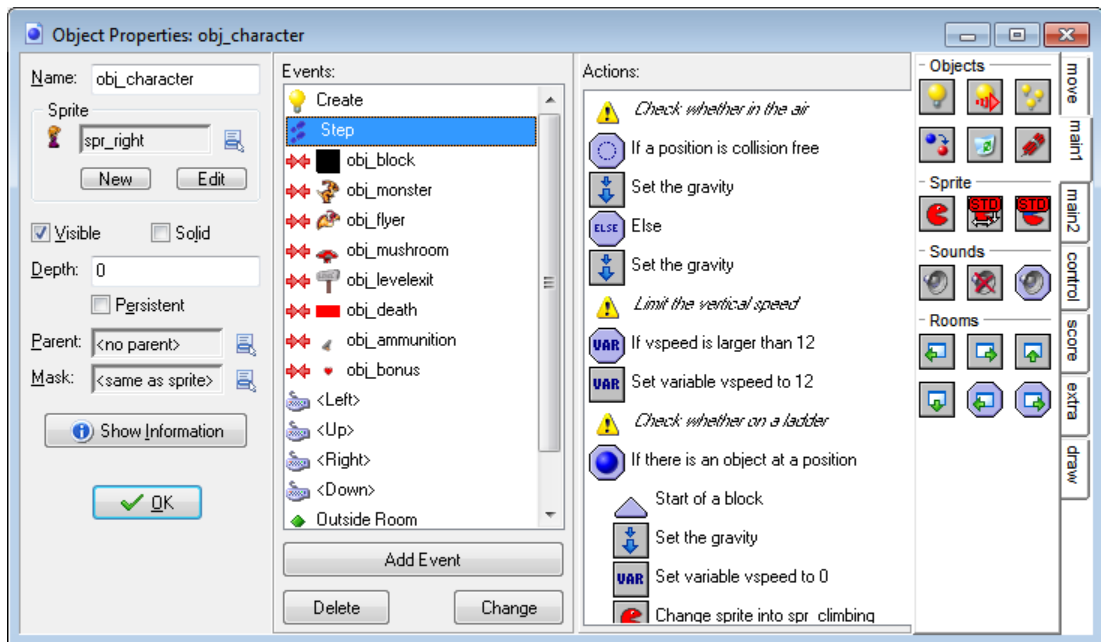 Object Properties: obj_character
Name: obj_character
Sprite
spr_right
New Edit
Visible Solid
Depth: 0
Persistent
Parent: <no parent>
Mask: <same as sprite>
Show Information
OK
Events:
Create
Step
obj_block
obj_monster
obj_flyer
obj_mushroom
obj_levelexit
obj_death
obj_ammunition
obj_bonus
<Left>
<Up>
<Right>
<Down>
Outside Room
Add Event
Delete Change
Actions:
Check whether in the air
If a position is collision free
Set the gravity
ELSE Else
Set the gravity
Limit the vertical speed
VAR If vspeed is larger than 12
VAR Set variable vspeed to 12
Check whether on a ladder
If there is an object at a position
Start of a block
Set the gravity
VAR Set variable vspeed to 0
Change sprite into spr_climbing
Objects
Sprite
STD STD
Sounds
Rooms
move
main1
main2
control
score
extra
draw